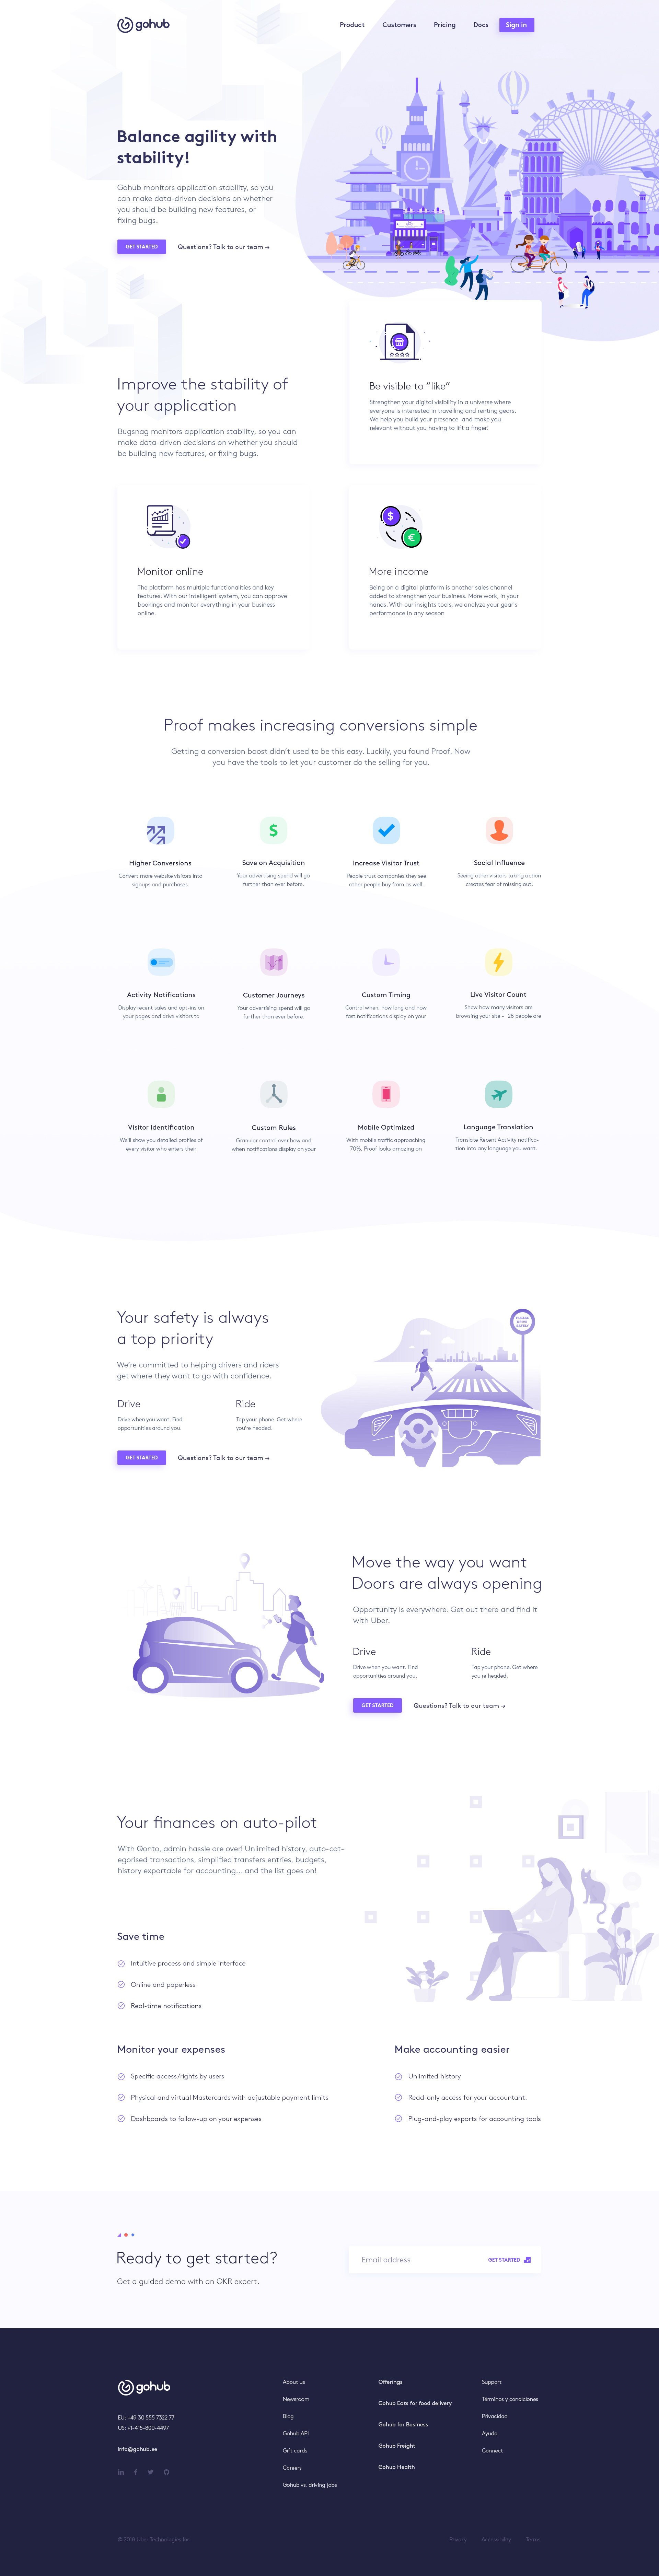 gohub
Product Customers Pricing Docs Sign in
Balance agility with
stability!
Gohub monitors application stability, so you
can make data-driven decisions on whether
you should be building new features, or
fixing bugs.
GET STARTED Questions? Talk to our team →
Improve the stability of
your application
Bugsnag monitors application stability, so you can
make data-driven decisions on whether you should
be building new features, or fixing bugs.
Be visible to “like”
Strengthen your digital visibility in a universe where
everyone is interested in travelling and renting gears.
We help you build your presence and make you
relevant without you having to lift a finger!
Monitor online
The platform has multiple functionalities and key
features. With our intelligent system, you can approve
bookings and monitor everything in your business
online.
More income
Being on a digital platform is another sales channel
added to strengthen your business. More work, in your
hands. With our insights tools, we analyze your gear's
performance in any season
Proof makes increasing conversions simple
Getting a conversion boost didn't used to be this easy. Luckily, you found Proof. Now
you have the tools to let your customer do the selling for you.
Higher Conversions
Convert more website visitors into
signups and purchases.
Save on Acquisition
Your advertising spend will go
further than ever before.
Increase Visitor Trust
People trust companies they see
other people buy from as well.
Social Influence
Seeing other visitors taking action
creates fear of missing out.
Activity Notifications
Display recent sales and opt-ins on
your pages and drive visitors to
Customer Journeys
Your advertising spend will go
further than ever before.
Custom Timing
Control when, how long and how
fast notifications display on your
Live Visitor Count
Show how many visitors are
browsing your site - "28 people are
Visitor Identification
We'll show you detailed profiles of
every visitor who enters their
Custom Rules
Granular control over how and
when notifications display on your
Mobile Optimized
With mobile traffic approaching
70%, Proof looks amazing on
Language Translation
Translate Recent Activity notifica-
tion into any language you want.
Your safety is always
a top priority
We’re committed to helping drivers and riders
get where they want to go with confidence.
Drive
Drive when you want. Find
opportunities around you.
Ride
Tap your phone. Get where
you’re headed.
GET STARTED Questions? Talk to our team →
PLEASE
DRIVE
SAFELY
Move the way you want
Doors are always opening
Opportunity is everywhere. Get out there and find it
with Uber.
Drive
Drive when you want. Find
opportunities around you.
Ride
Tap your phone. Get where
you’re headed.
GET STARTED Questions? Talk to our team →
Your finances on auto-pilot
With Qonto, admin hassle are over! Unlimited history, auto-cat-
egorised transactions, simplified transfers entries, budgets,
history exportable for accounting... and the list goes on!
Save time
Intuitive process and simple interface
Online and paperless
Real-time notifications
Monitor your expenses
Specific access/rights by users
Physical and virtual Mastercards with adjustable payment limits
Dashboards to follow-up on your expenses
Make accounting easier
Unlimited history
Read-only access for your accountant.
Plug-and-play exports for accounting tools
Ready to get started?
Get a guided demo with an OKR expert.
Email address GET STARTED
gohub
EU: +49 30 555 7322 77
US: +1-415-800-4497
info@gohub.ee
About us
Newsroom
Blog
Gohub API
Gift cards
Careers
Gohub vs. driving jobs
Offerings
Gohub Eats for food delivery
Gohub for Business
Gohub Freight
Gohub Health
Support
Términos y condiciones
Privacidad
Ayuda
Connect
© 2018 Uber Technologies Inc.
Privacy Accessibility Terms